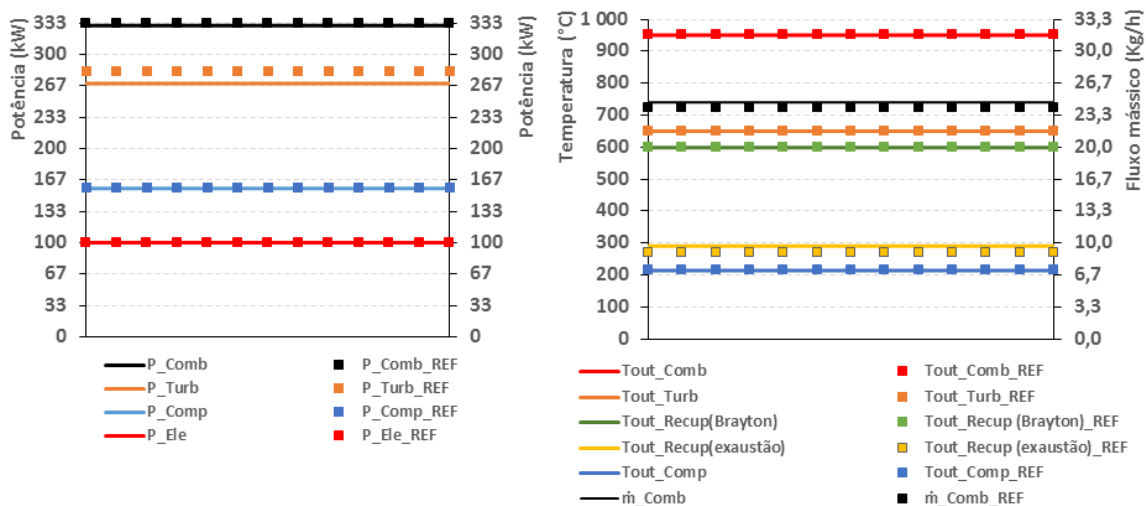 Potência (kW)
333
300
267
233
200
167
133
100
67
33
0
333
300
267
233
200
167
133
100
67
33
0
Potência (kW)
P_Comb
P_Comb_REF
P_Turb
P_Turb_REF
P_Comp
P_Comp_REF
P_Ele
P_Ele_REF
Temperatura (°C)
1 000
900
800
700
600
500
400
300
200
100
0
33,3
30,0
26,7
23,3
20,0
16,7
13,3
10,0
6,7
3,3
0,0
Fluxo mássico (Kg/h)
Tout_Comb
Tout_Comb_REF
Tout_Turb
Tout_Turb_REF
Tout_Recup(Brayton)
Tout_Recup (Brayton)_REF
Tout_Recup(exaustão)
Tout_Recup (exaustão)_REF
Tout_Comp
Tout_Comp_REF
ṁ_Comb
ṁ_Comb_REF